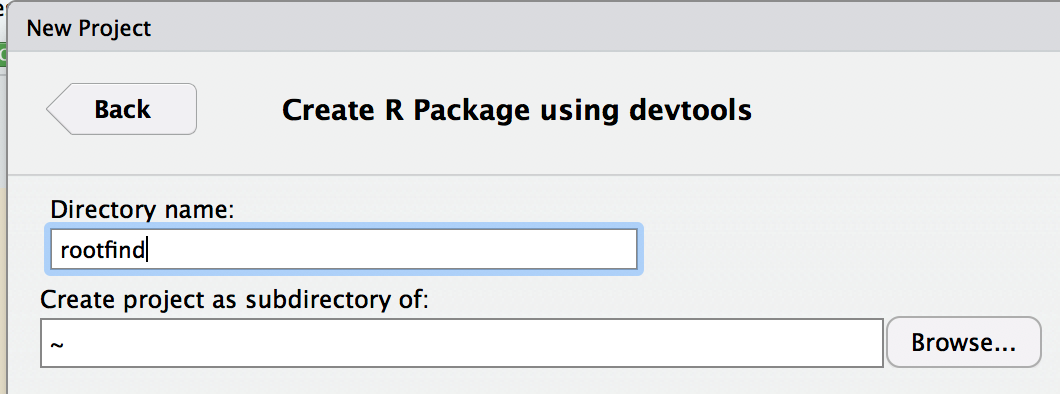 New Project
Back
Create R Package using devtools
Directory name:
rootfind
Create project as subdirectory of:
~
Browse...